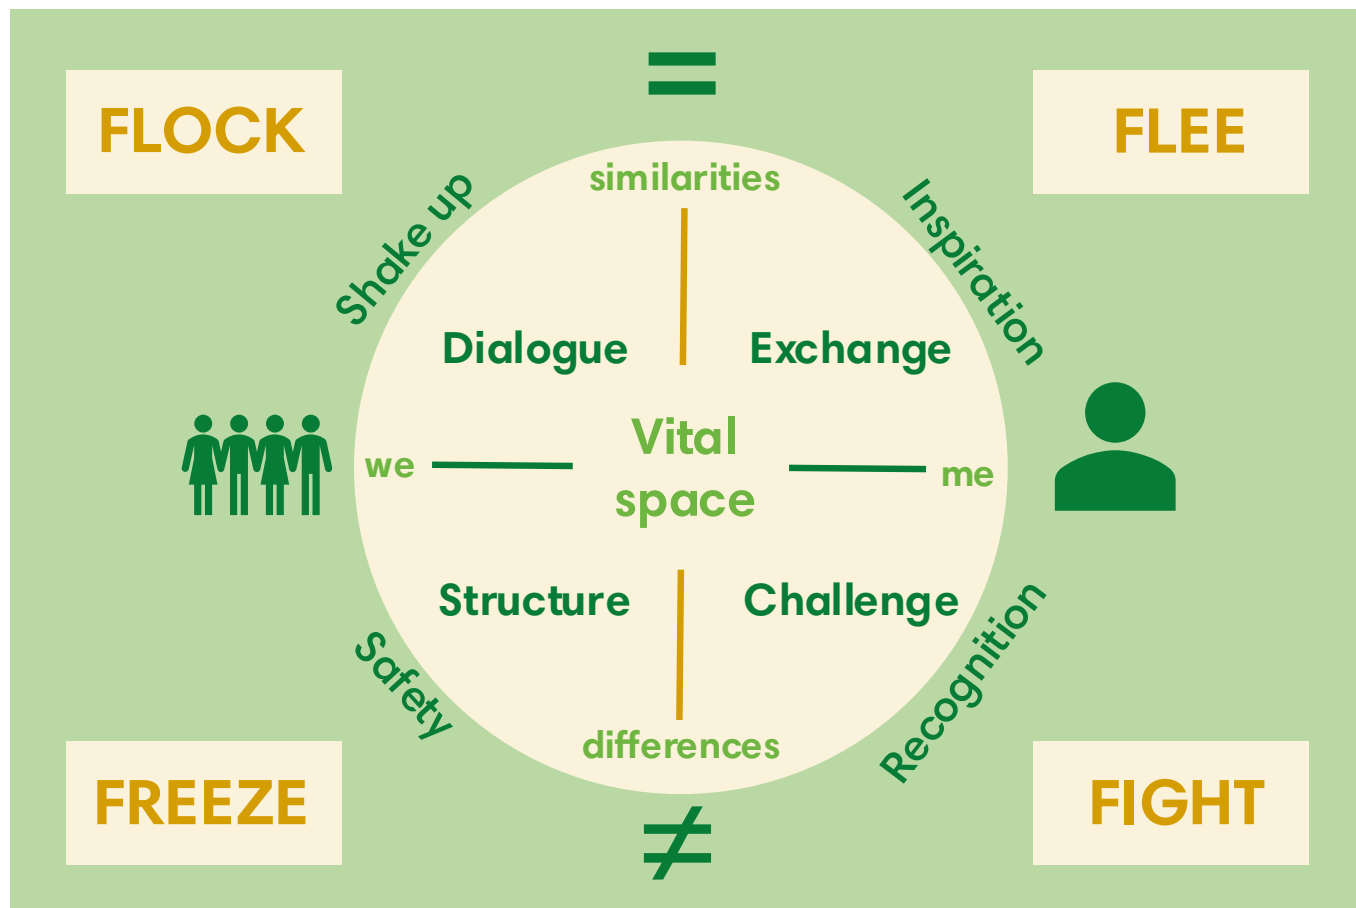 =
FLOCK
FLEE
similarities
Shake up
Inspiration
Dialogue
Exchange
Vital
space
we
me
Structure
Challenge
Safety
Recognition
differences
FREEZE
FIGHT
≠